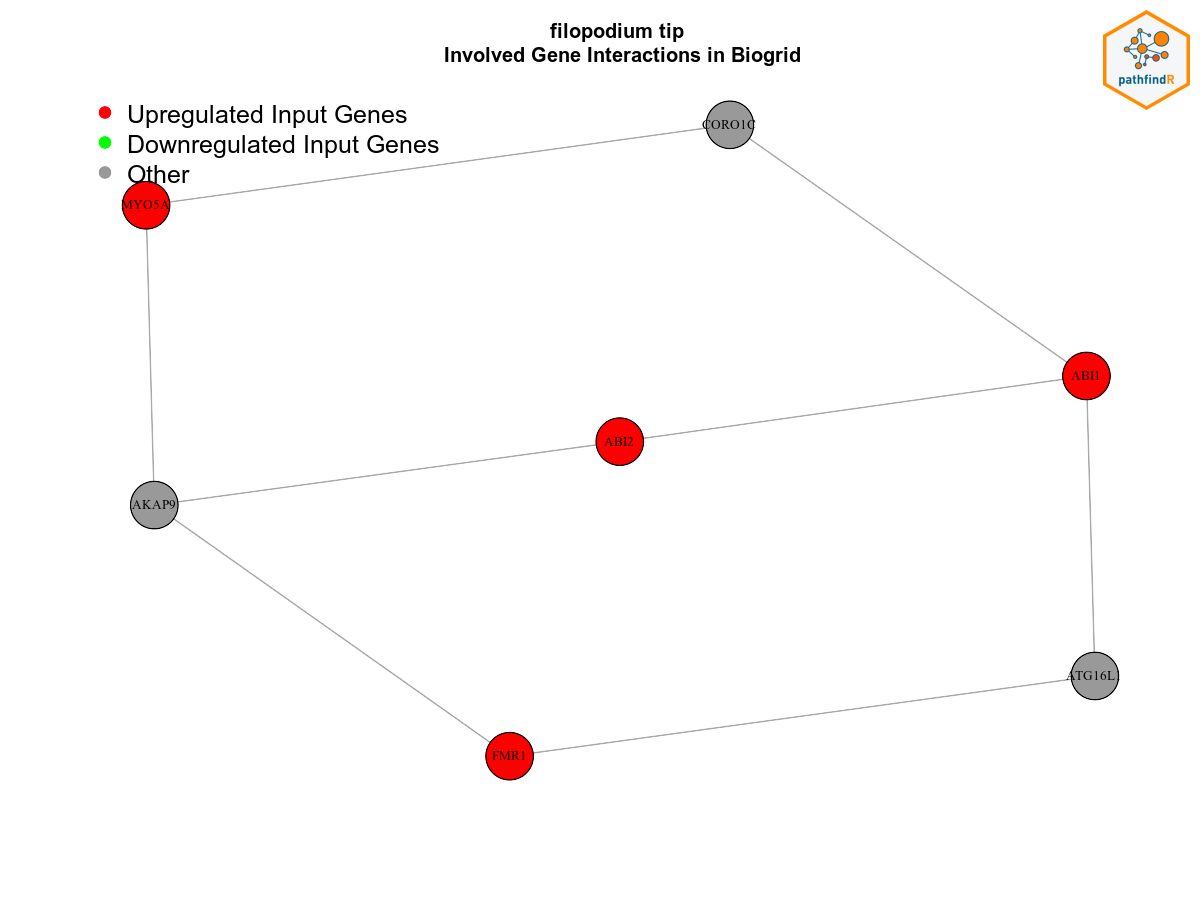 filopodium tip
Involved Gene Interactions in Biogrid
pathfindR
Upregulated Input Genes
Downregulated Input Genes
Other
CORO1C
MYO5A
ABI1
ABI2
AKAP9
ATG16L1
FMR1